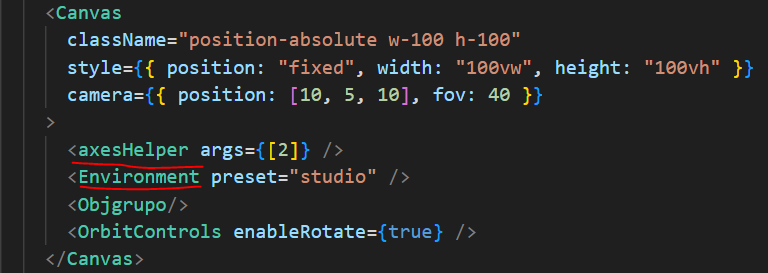 <Canvas
className="position-absolute w-100 h-100"
style={{ position: "fixed", width: "100vw", height: "100vh" }}
camera={{ position: [10, 5, 10], fov: 40 }}
>
<axesHelper args={[2]} />
<Environment preset="studio" />
<Objgrupo/>
<OrbitControls enableRotate={true} />
</Canvas>